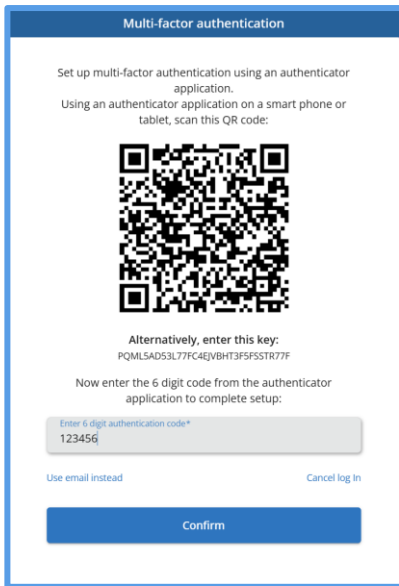 Multi-factor authentication
Set up multi-factor authentication using an authenticator
application.
Using an authenticator application on a smart phone or
tablet, scan this QR code:
Alternatively, enter this key:
PQML5AD53L77FC4EJVBHT3F5FSSTR77F
Now enter the 6 digit code from the authenticator
application to complete setup:
Enter 6 digit authentication code*
123456
Use email instead
Cancel log In
Confirm